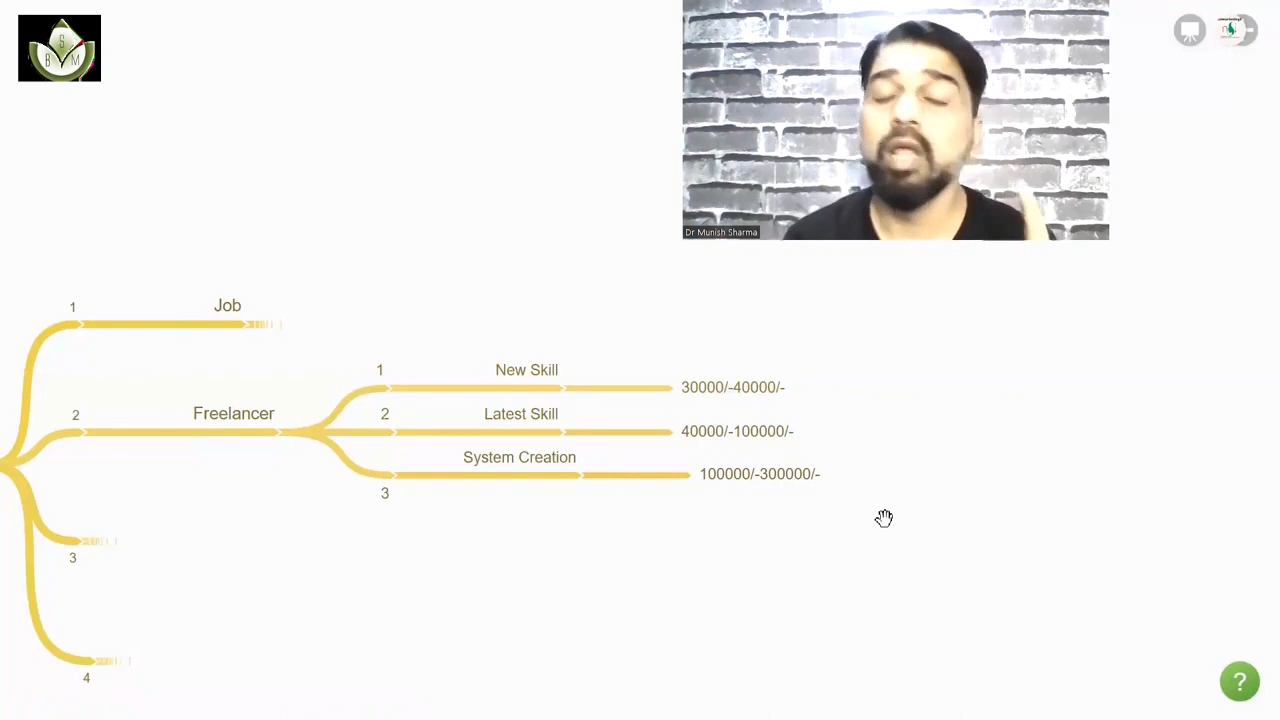 S
B M
Dr Munish Sharma
1
Job
1
New Skill
30000/-40000/-
2
Freelancer
2
Latest Skill
40000/-100000/-
System Creation
100000/-300000/-
3
3
4
?